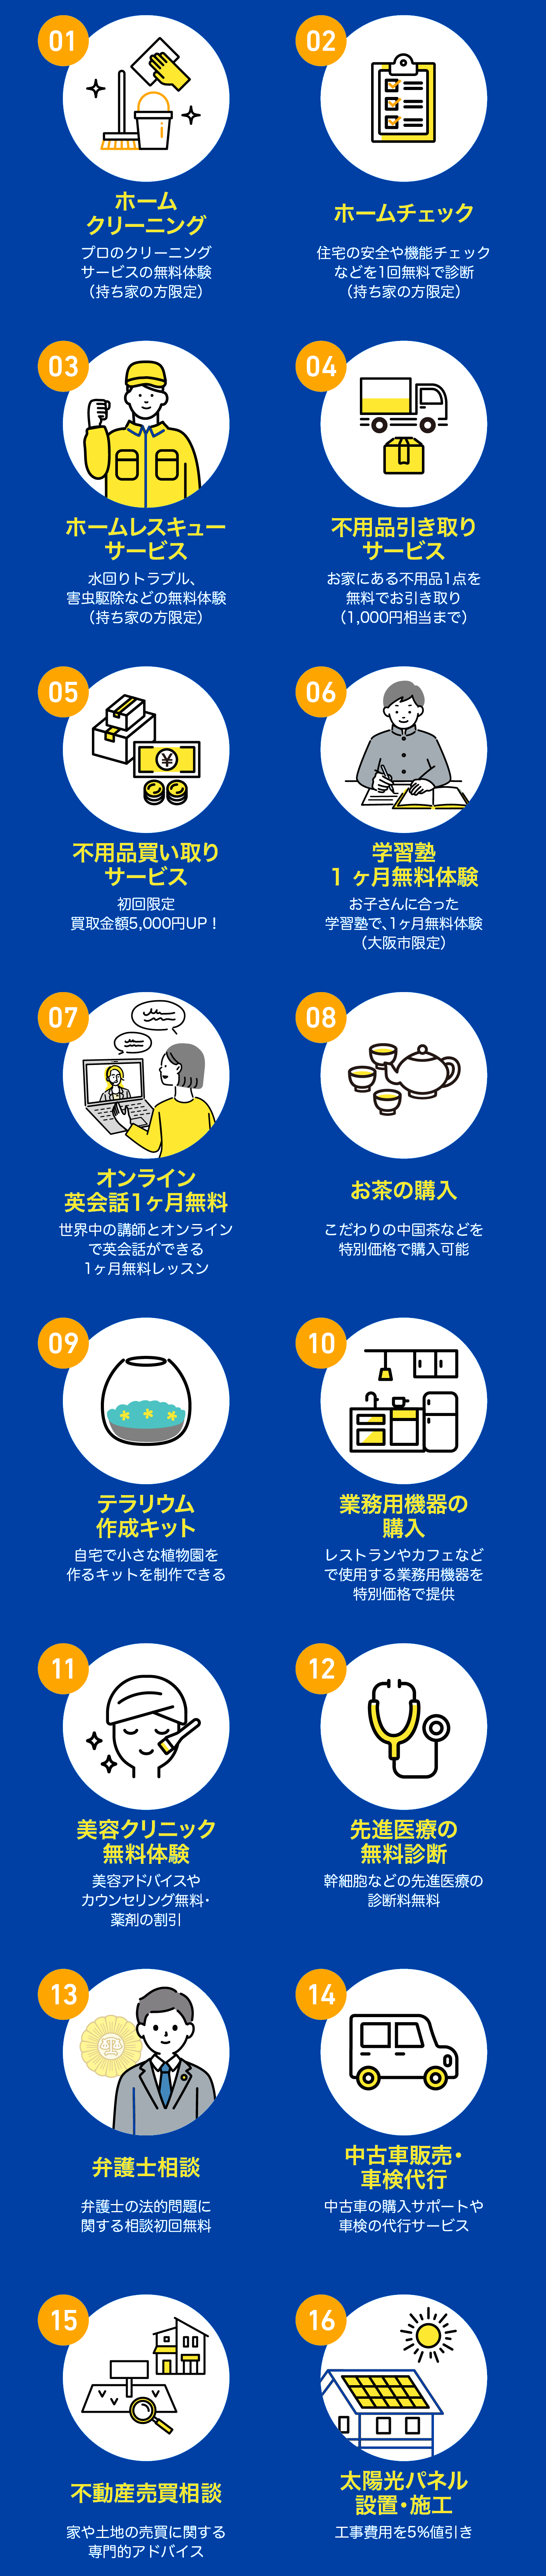 01
ホーム
クリーニング
プロのクリーニング
サービスの無料体験
（持ち家の方限定）
02
ホームチェック
住宅の安全や機能チェック
などを1回無料で診断
（持ち家の方限定）
03
ホームレスキュー
サービス
水回りトラブル、
害虫駆除などの無料体験
（持ち家の方限定）
04
不用品引き取り
サービス
お家にある不用品1点を
無料でお引き取り
（1,000円相当まで）
05
¥
不用品買い取り
サービス
初回限定
買取金額5,000円UP！
06
学習塾
1 ヶ月無料体験
お子さんに合った
学習塾で、1ヶ月無料体験
（大阪市限定）
07
オンライン
英会話1ヶ月無料
世界中の講師とオンライン
で英会話ができる
1ヶ月無料レッスン
08
お茶の購入
こだわりの中国茶などを
特別価格で購入可能
09
テラリウム
作成キット
自宅で小さな植物園を
作るキットを制作できる
10
業務用機器の
購入
レストランやカフェなど
で使用する業務用機器を
特別価格で提供
11
美容クリニック
無料体験
美容アドバイスや
カウンセリング無料・
薬剤の割引
12
先進医療の
無料診断
幹細胞などの先進医療の
診断料無料
13
弁護士相談
弁護士の法的問題に
関する相談初回無料
14
中古車販売・
車検代行
中古車の購入サポートや
車検の代行サービス
15
不動産売買相談
家や土地の売買に関する
専門的アドバイス
16
太陽光パネル
設置・施工
工事費用を5%値引き